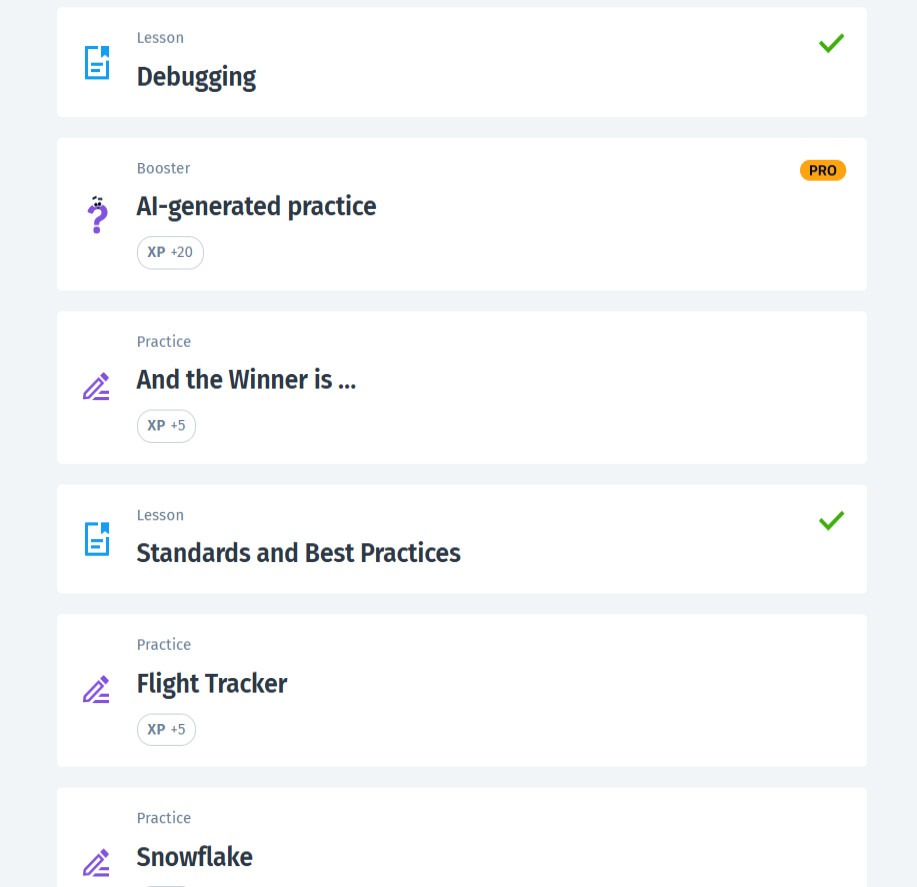 Lesson
Debugging
Booster
PRO
AI-generated practice
XP +20
Practice
And the Winner is ...
XP +5
Lesson
Standards and Best Practices
Practice
Flight Tracker
XP +5
Practice
Snowflake